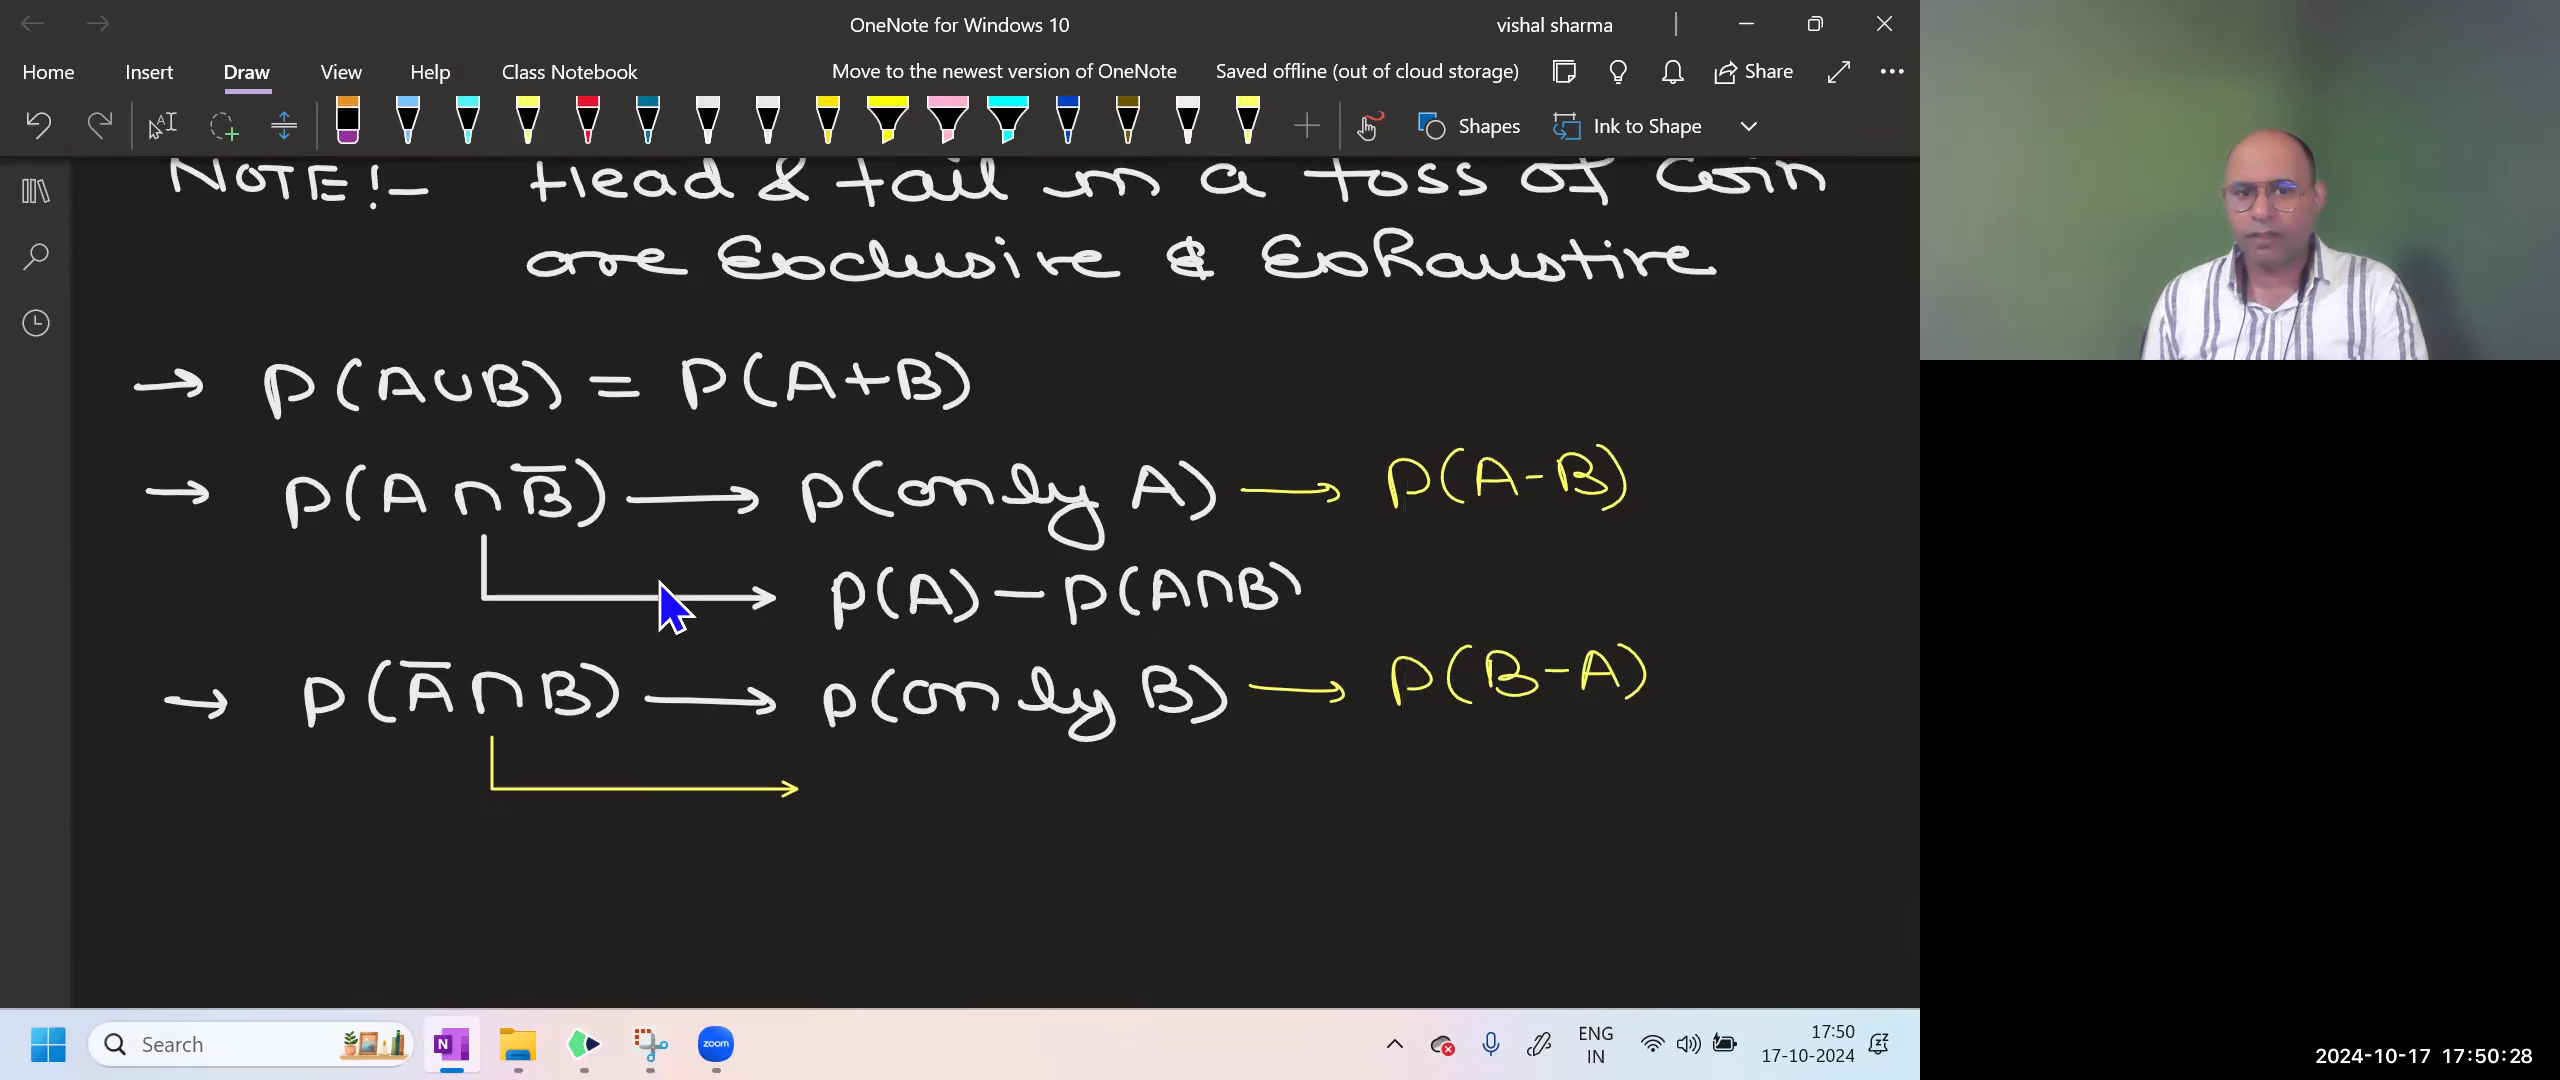 OneNote for Windows 10
vishal sharma
Home Insert Draw View Help Class Notebook
Move to the newest version of OneNote Saved offline (out of cloud storage) Share
Shapes Ink to Shape
NOTE!- Head & tail in a toss of Coin
are Exclusive & Exhaustive
→ P(A∪B) = P(A+B)
→ P(A∩B̅) → P(only A) → P(A-B)
→ P(A) - P(A∩B)
→ P(A̅∩B) → P(only B) → P(B-A)
→
Search
N
zoom
ENG
IN
17:50
17-10-2024
2024-10-17 17:50:28